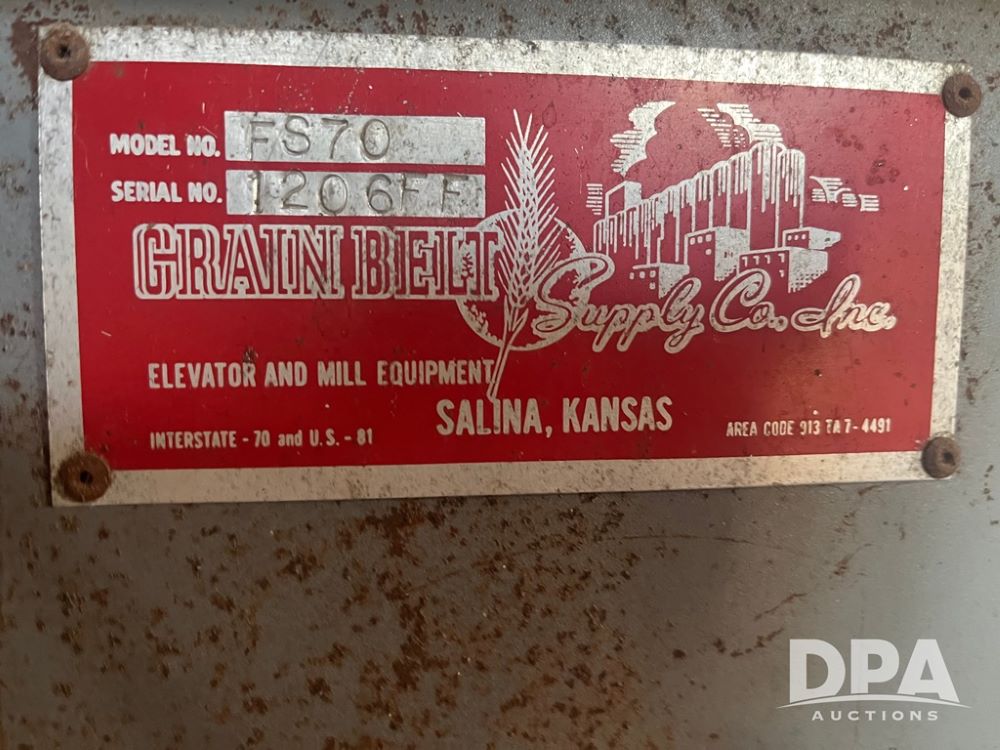 MODEL NO. FS70
SERIAL NO. 1206FF
GRAIN BELT
Supply Co., Inc.
ELEVATOR AND MILL EQUIPMENT
SALINA, KANSAS
INTERSTATE - 70 and U.S. - 81
AREA CODE 913 TA 7 - 4491
DPA
AUCTIONS